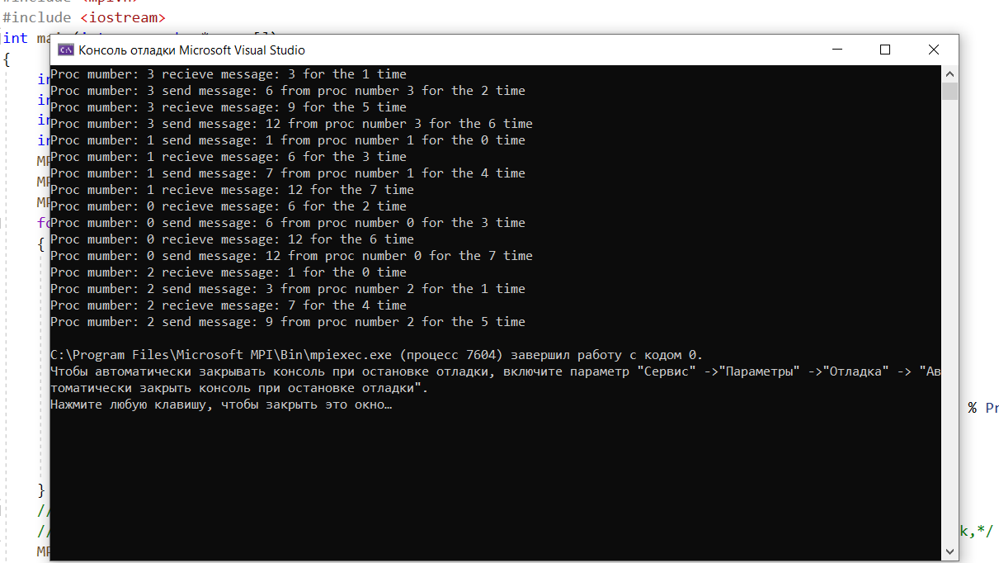 #include <iostream>
int
{
Консоль отладки Microsoft Visual Studio
Proc mumber: 3 recieve message: 3 for the 1 time
Proc mumber: 3 send message: 6 from proc number 3 for the 2 time
Proc mumber: 3 recieve message: 9 for the 5 time
Proc mumber: 3 send message: 12 from proc number 3 for the 6 time
Proc mumber: 1 send message: 1 from proc number 1 for the 0 time
Proc mumber: 1 recieve message: 6 for the 3 time
Proc mumber: 1 send message: 7 from proc number 1 for the 4 time
Proc mumber: 1 recieve message: 12 for the 7 time
Proc mumber: 0 recieve message: 6 for the 2 time
Proc mumber: 0 send message: 6 from proc number 0 for the 3 time
Proc mumber: 0 recieve message: 12 for the 6 time
Proc mumber: 0 send message: 12 from proc number 0 for the 7 time
Proc mumber: 2 recieve message: 1 for the 0 time
Proc mumber: 2 send message: 3 from proc number 2 for the 1 time
Proc mumber: 2 recieve message: 7 for the 4 time
Proc mumber: 2 send message: 9 from proc number 2 for the 5 time
C:\Program Files\Microsoft MPI\Bin\mpiexec.exe (процесс 7604) завершил работу с кодом 0.
Чтобы автоматически закрывать консоль при остановке отладки, включите параметр "Сервис" ->"Параметры" ->"Отладка" -> "Ав
томатически закрыть консоль при остановке отладки".
Нажмите любую клавишу, чтобы закрыть это окно…
{
% Pr
}
//
// k,*/